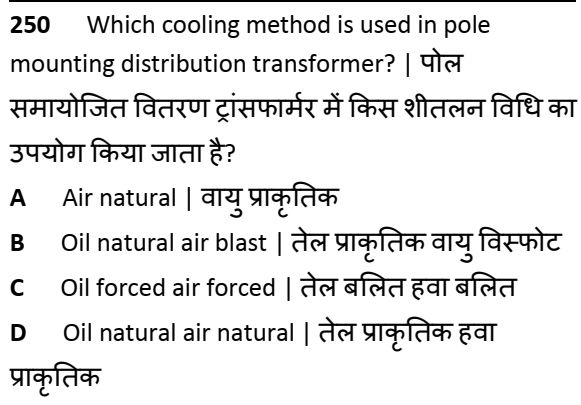 250 Which cooling method is used in pole
mounting distribution transformer? | पोल
समायोजित वितरण ट्रांसफार्मर में किस शीतलन विधि का
उपयोग किया जाता है?
A Air natural | वायु प्राकृतिक
B Oil natural air blast | तेल प्राकृतिक वायु विस्फोट
C Oil forced air forced | तेल बलित हवा बलित
D Oil natural air natural | तेल प्राकृतिक हवा
प्राकृतिक